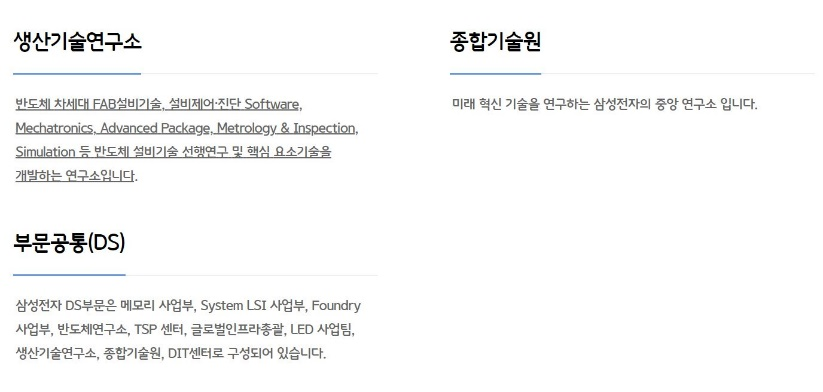 생산기술연구소
반도체 차세대 FAB설비기술, 설비제어·진단 Software,
Mechatronics, Advanced Package, Metrology & Inspection,
Simulation 등 반도체 설비기술 선행연구 및 핵심 요소기술을
개발하는 연구소입니다.
종합기술원
미래 혁신 기술을 연구하는 삼성전자의 중앙 연구소 입니다.
부문공통(DS)
삼성전자 DS부문은 메모리 사업부, System LSI 사업부, Foundry
사업부, 반도체연구소, TSP 센터, 글로벌인프라총괄, LED 사업팀,
생산기술연구소, 종합기술원, DIT센터로 구성되어 있습니다.